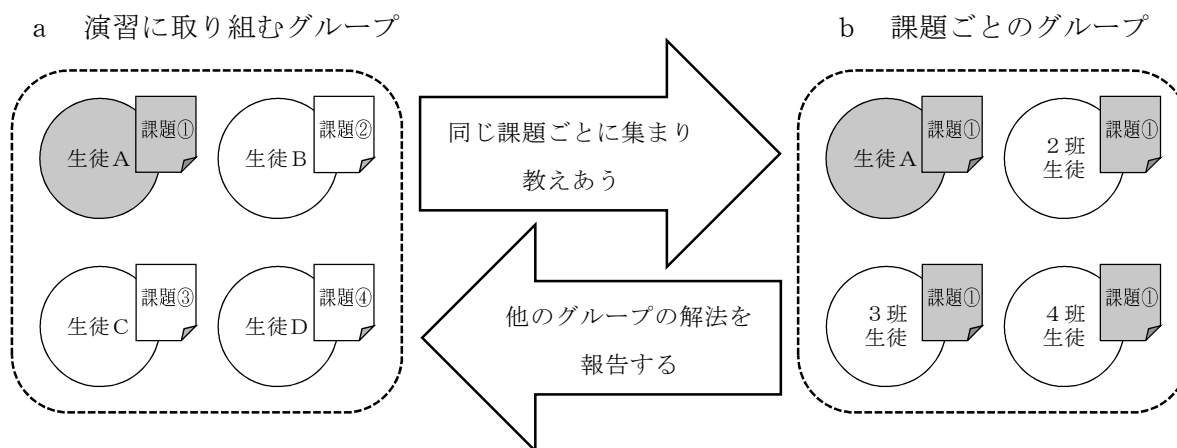 a　演習に取り組むグループ
生徒A
課題①
生徒B
課題②
生徒C
課題③
生徒D
課題④
同じ課題ごとに集まり
教えあう
他のグループの解法を
報告する
b　課題ごとのグループ
生徒A
課題①
2班
生徒
課題①
3班
生徒
課題①
4班
生徒
課題①